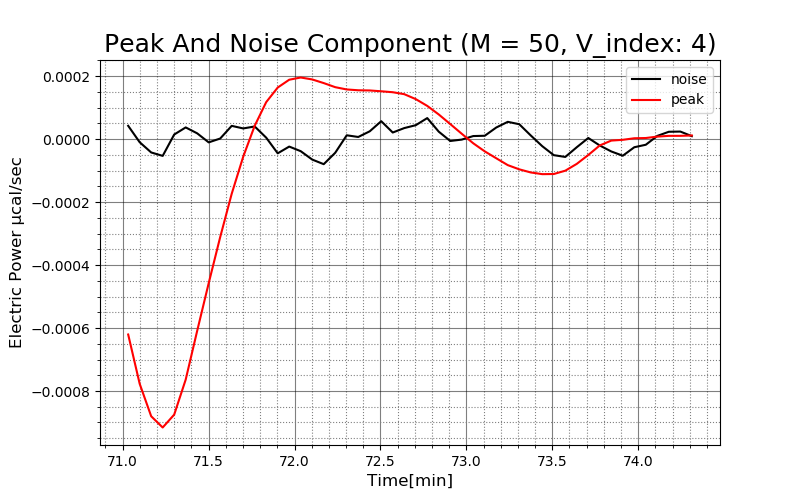 Peak And Noise Component (M = 50, V_index: 4)
noise
peak
0.0002
0.0000
−0.0002
−0.0004
−0.0006
−0.0008
Electric Power μcal/sec
71.0 71.5 72.0 72.5 73.0 73.5 74.0
Time[min]